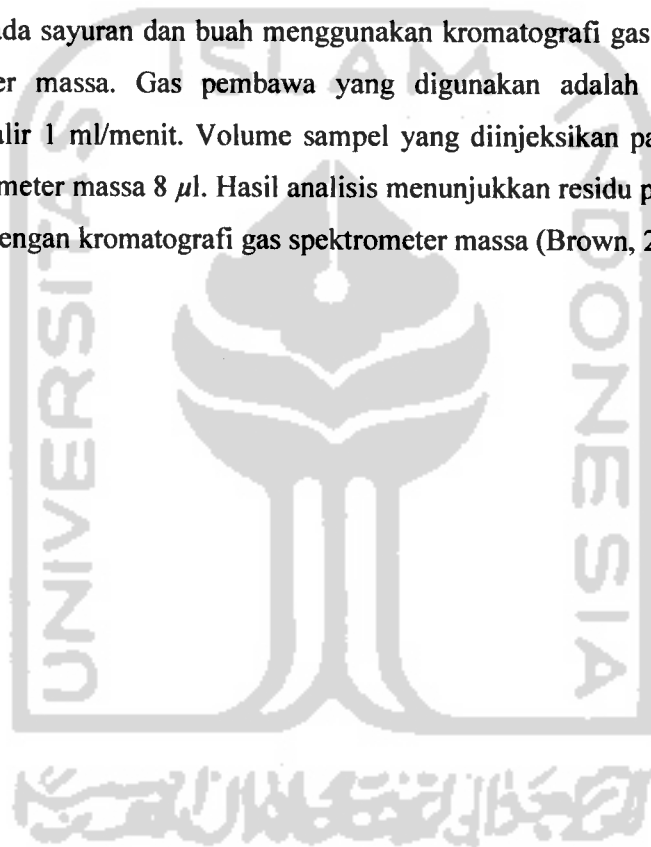 ada sayuran dan buah menggunakan kromatografi gas
er massa. Gas pembawa yang digunakan adalah
alir 1 ml/menit. Volume sampel yang diinjeksikan pa
meter massa 8 µl. Hasil analisis menunjukkan residu p
dengan kromatografi gas spektrometer massa (Brown, 2
ISLAM
UNIVERSITAS
INDONESIA